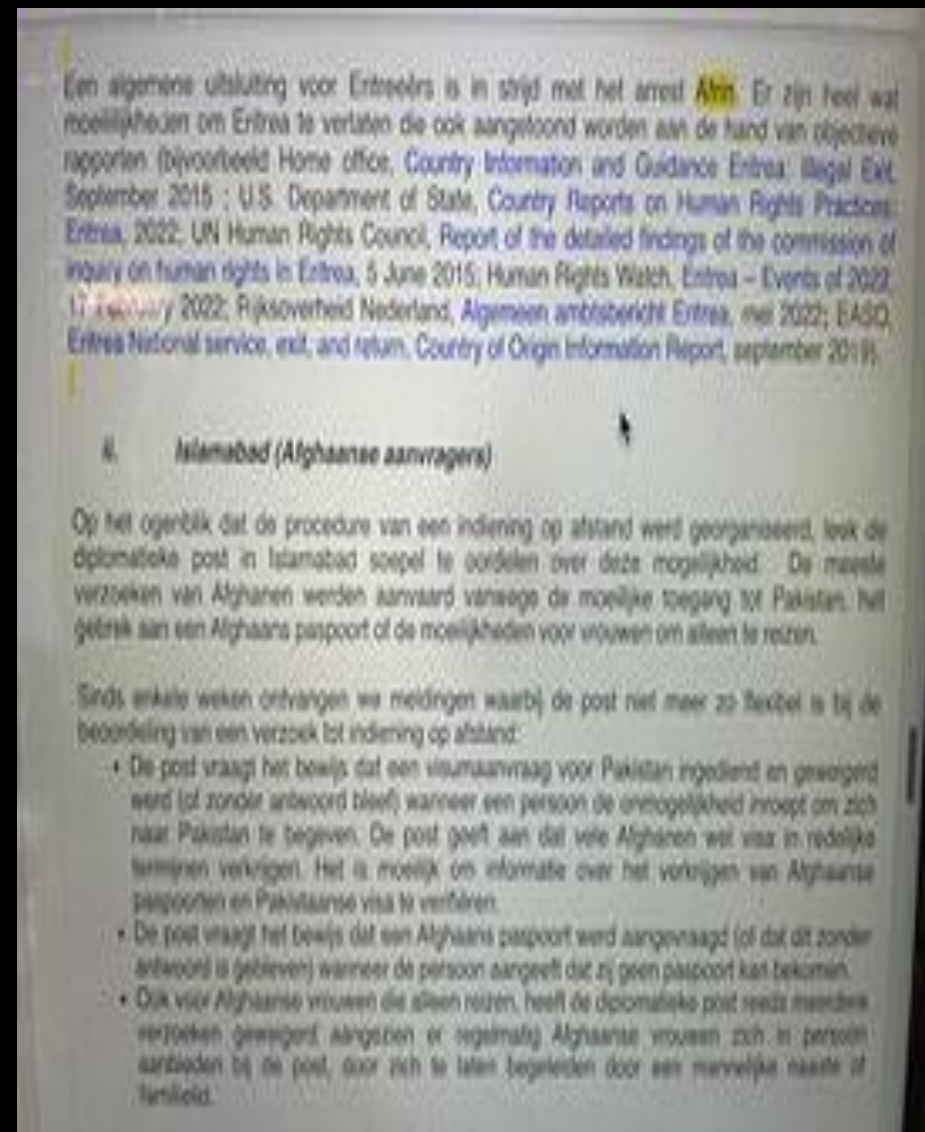 Een algemene uitsluiting voor Eritreeërs is in strijd met het arrest Afrin. Er zijn heel wat
moeilijkheden om Eritrea te verlaten die ook aangetoond worden aan de hand van objectieve
rapporten (bijvoorbeeld Home office, Country Information and Guidance Eritrea: Illegal Exit,
September 2015 ; U.S. Department of State, Country Reports on Human Rights Practices:
Eritrea, 2022; UN Human Rights Council, Report of the detailed findings of the commission of
inquiry on human rights in Eritrea, 5 June 2015; Human Rights Watch, Eritrea – Events of 2022,
17 February 2022; Rijksoverheid Nederland, Algemeen ambtsbericht Eritrea, mei 2022; EASO,
Eritrea National service, exit, and return, Country of Origin Information Report, september 2019).
ii. Islamabad (Afghaanse aanvragers)
Op het ogenblik dat de procedure van een indiening op afstand werd georganiseerd, leek de
diplomatieke post in Islamabad soepel te oordelen over deze mogelijkheid. De meeste
verzoeken van Afghanen werden aanvaard vanwege de moeilijke toegang tot Pakistan, het
gebrek aan een Afghaans paspoort of de moeilijkheden voor vrouwen om alleen te reizen.
Sinds enkele weken ontvangen we meldingen waarbij de post niet meer zo flexibel is bij de
beoordeling van een verzoek tot indiening op afstand:
• De post vraagt het bewijs dat een visumaanvraag voor Pakistan ingediend en geweigerd
werd (of zonder antwoord bleef) wanneer een persoon de onmogelijkheid inroept om zich
naar Pakistan te begeven. De post geeft aan dat vele Afghanen wel visa in redelijke
termijnen verkrijgen. Het is moeilijk om informatie over het verkrijgen van Afghaanse
paspoorten en Pakistaanse visa te verifiëren.
• De post vraagt het bewijs dat een Afghaans paspoort werd aangevraagd (of dat dit zonder
antwoord is gebleven) wanneer de persoon aangeeft dat zij geen paspoort kan bekomen.
• Ook voor Afghaanse vrouwen die alleen reizen, heeft de diplomatieke post reeds meerdere
verzoeken geweigerd aangezien er regelmatig Afghaanse vrouwen zich in persoon
aanbieden bij de post, door zich te laten begeleiden door een mannelijke naaste of
familielid.